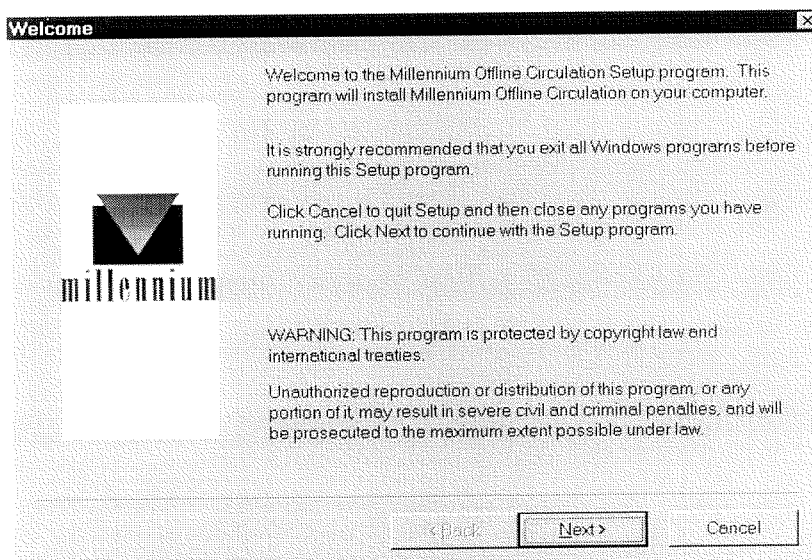 Welcome
Welcome to the Millennium Offline Circulation Setup program. This
program will install Millennium Offline Circulation on your computer.
It is strongly recommended that you exit all Windows programs before
running this Setup program.
Click Cancel to quit Setup and then close any programs you have
running. Click Next to continue with the Setup program.
millennium
WARNING: This program is protected by copyright law and
international treaties.
Unauthorized reproduction or distribution of this program, or any
portion of it, may result in severe civil and criminal penalties, and will
be prosecuted to the maximum extent possible under law.
< Back
Next >
Cancel